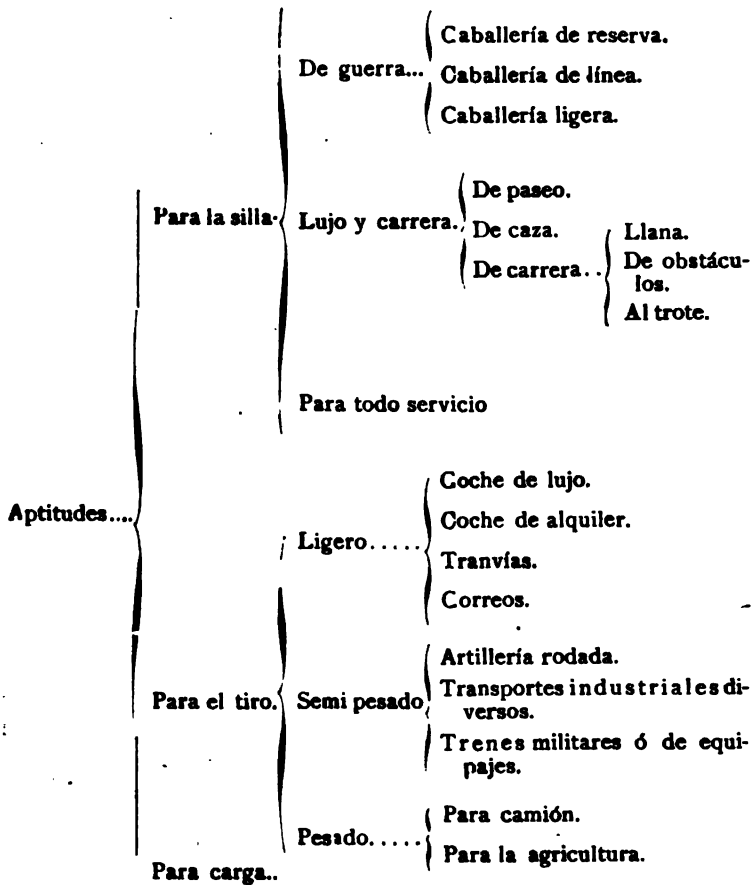 De guerra...
Caballería de reserva.
Caballería de línea.
Caballería ligera.
Para la silla.
Lujo y carrera.
De paseo.
De caza.
De carrera..
Llana.
De obstácu-
los.
Al trote.
Para todo servicio
Aptitudes....
Ligero.....
Coche de lujo.
Coche de alquiler.
Tranvías.
Correos.
Para el tiro.
Semi pesado
Artillería rodada.
Transportes industriales di-
versos.
Trenes militares ó de equi-
pajes.
Pesado.....
Para camión.
Para la agricultura.
Para carga..